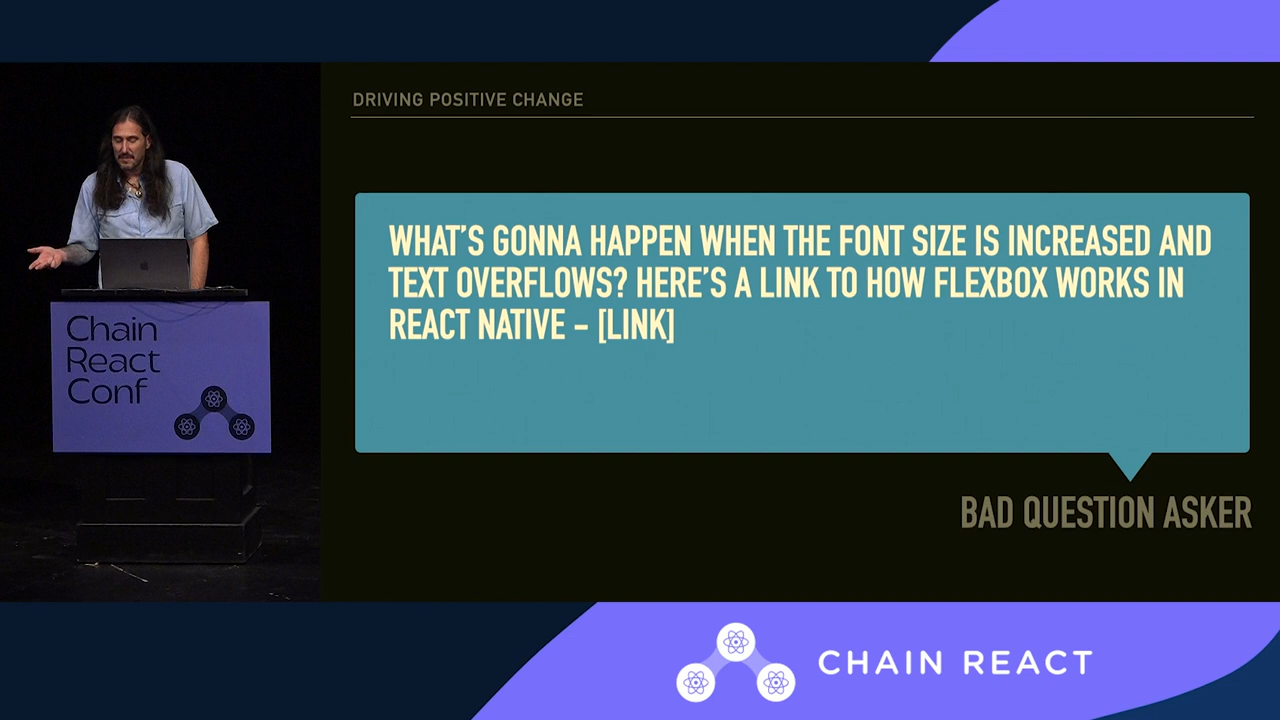 DRIVING POSITIVE CHANGE
WHAT'S GONNA HAPPEN WHEN THE FONT SIZE IS INCREASED AND
TEXT OVERFLOWS? HERE'S A LINK TO HOW FLEXBOX WORKS IN
REACT NATIVE – [LINK]
BAD QUESTION ASKER
Chain
React
Conf
CHAIN REACT